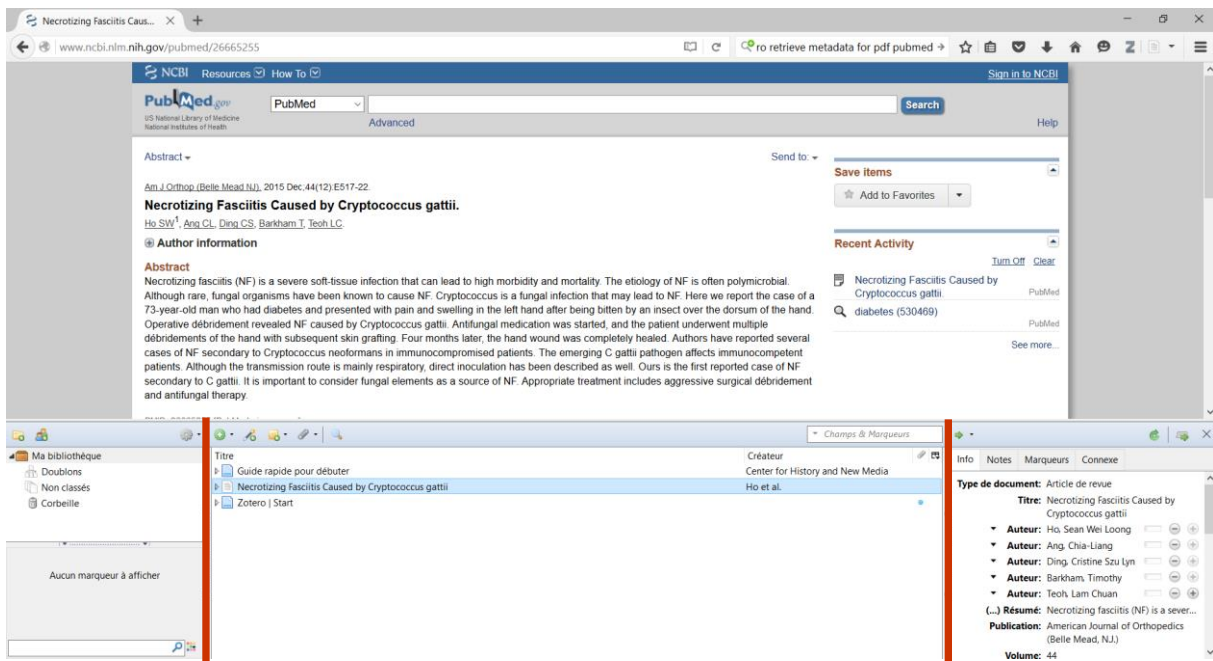 Necrotizing Fasciitis Caus...
www.ncbi.nlm.nih.gov/pubmed/26665255
ro retrieve metadata for pdf pubmed
NCBI Resources How To
Sign in to NCBI
PubMed.gov
US National Library of Medicine
National Institutes of Health
PubMed
Search
Advanced
Help
Abstract
Send to:
Am J Orthop (Belle Mead NJ). 2015 Dec;44(12):E517-22.
Necrotizing Fasciitis Caused by Cryptococcus gattii.
Ho SW1, Ang CL, Ding CS, Barkham T, Teoh LC.
Author information
Abstract
Necrotizing fasciitis (NF) is a severe soft-tissue infection that can lead to high morbidity and mortality. The etiology of NF is often polymicrobial.
Although rare, fungal organisms have been known to cause NF. Cryptococcus is a fungal infection that may lead to NF. Here we report the case of a
73-year-old man who had diabetes and presented with pain and swelling in the left hand after being bitten by an insect over the dorsum of the hand.
Operative débridement revealed NF caused by Cryptococcus gattii. Antifungal medication was started, and the patient underwent multiple
débridements of the hand with subsequent skin grafting. Four months later, the hand wound was completely healed. Authors have reported several
cases of NF secondary to Cryptococcus neoformans in immunocompromised patients. The emerging C gattii pathogen affects immunocompetent
patients. Although the transmission route is mainly respiratory, direct inoculation has been described as well. Ours is the first reported case of NF
secondary to C gattii. It is important to consider fungal elements as a source of NF. Appropriate treatment includes aggressive surgical débridement
and antifungal therapy.
Save items
Add to Favorites
Recent Activity
Turn Off Clear
Necrotizing Fasciitis Caused by
Cryptococcus gattii.
PubMed
diabetes (530469)
PubMed
See more...
Ma bibliothèque
Doublons
Non classés
Corbeille
Aucun marqueur à afficher
Champs & Marqueurs
Titre Créateur
Guide rapide pour débuter Center for History and New Media
Necrotizing Fasciitis Caused by Cryptococcus gattii Ho et al.
Zotero | Start
Info Notes Marqueurs Connexe
Type de document: Article de revue
Titre: Necrotizing Fasciitis Caused by
Cryptococcus gattii
Auteur: Ho, Sean Wei Loong
Auteur: Ang, Chia-Liang
Auteur: Ding, Cristine Szu Lyn
Auteur: Barkham, Timothy
Auteur: Teoh, Lam Chuan
(...) Résumé: Necrotizing fasciitis (NF) is a sever...
Publication: American Journal of Orthopedics
(Belle Mead, N.J.)
Volume: 44